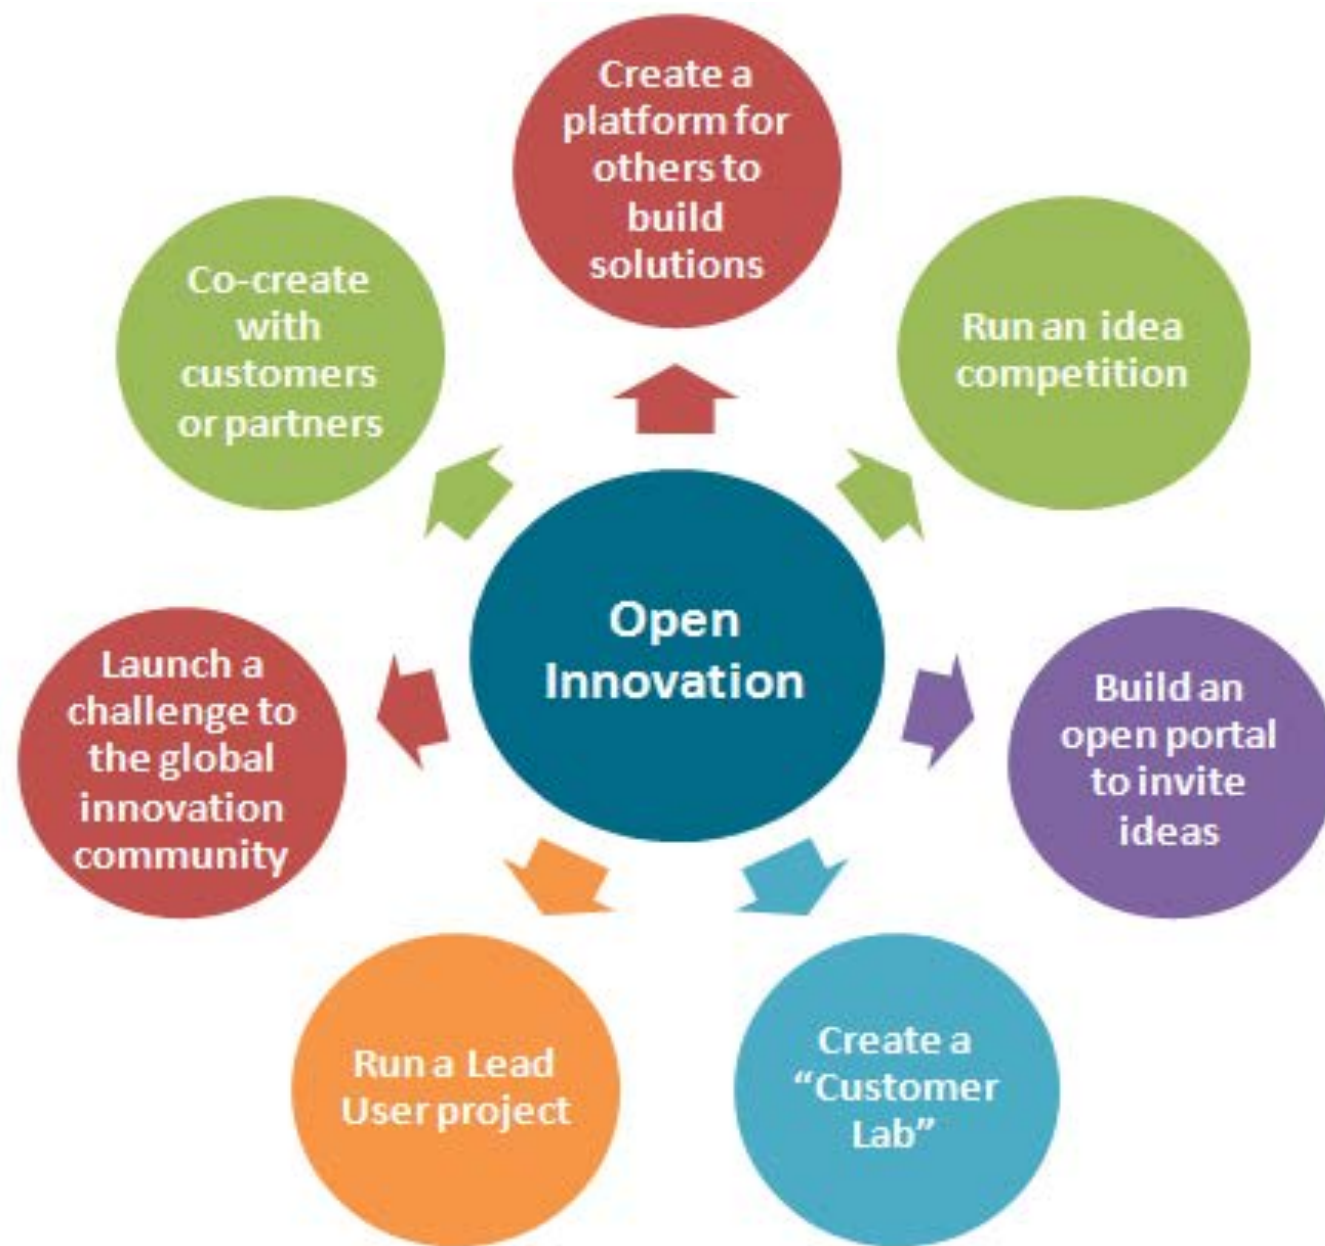 Create a
platform for
others to
build
solutions
Run an idea
competition
Build an
open portal
to invite
ideas
Create a
“Customer
Lab”
Run a Lead
User project
Launch a
challenge to
the global
innovation
community
Co-create
with
customers
or partners
Open
Innovation